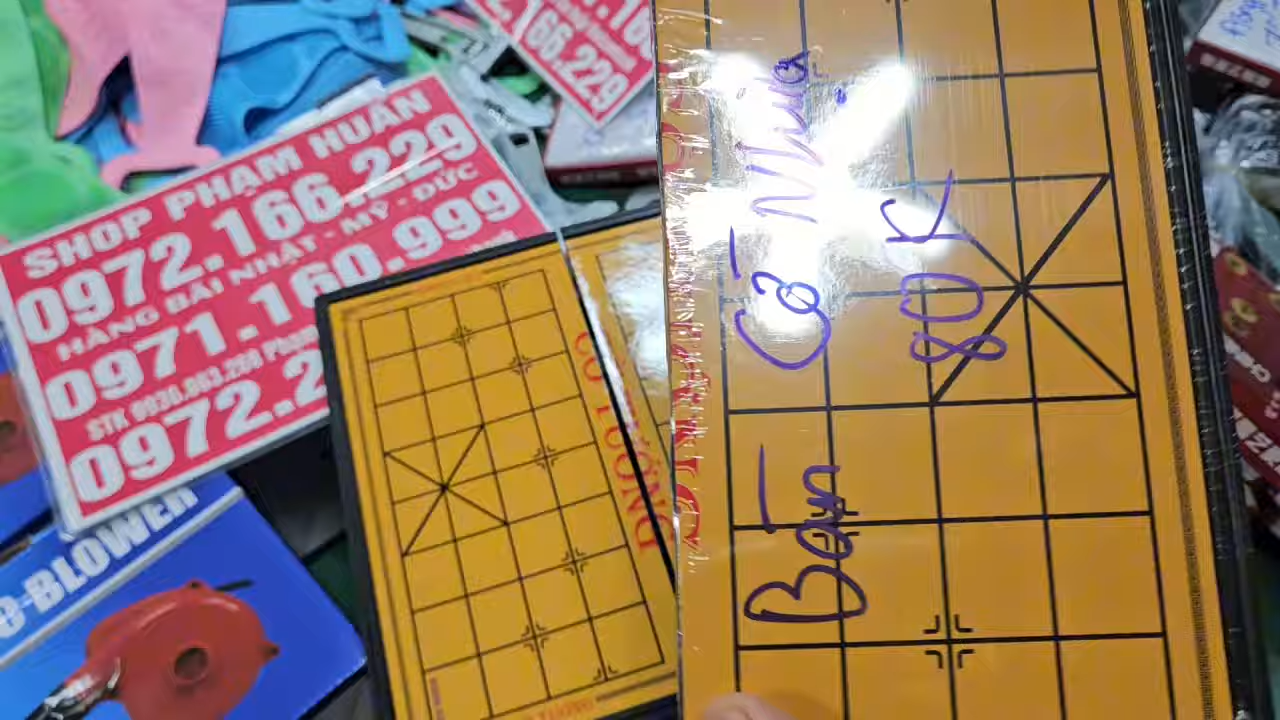 SHOP PHẠM HUÂN
0972.166.229
HÀNG BÃI NHẬT - MỸ - ĐỨC
0971.160.999
0972.2
166.229
O-BLOWER
CỜ TƯỚNG
Bàn Cờ Nhựa
80K